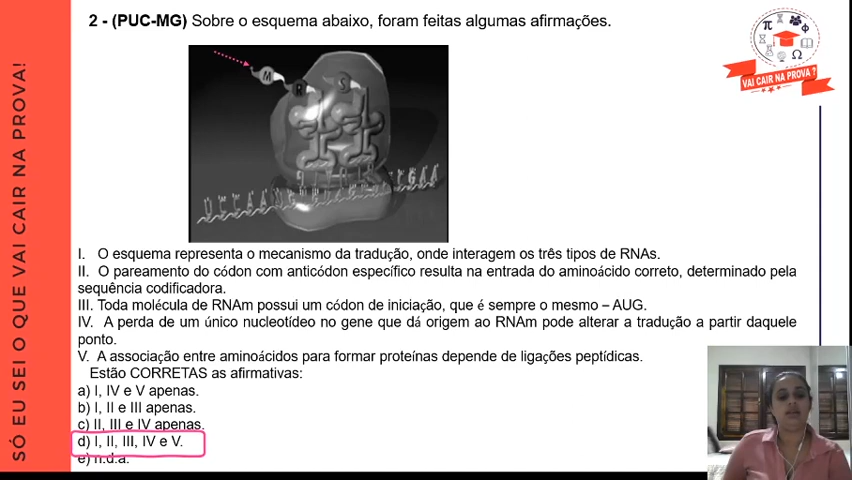 2 - (PUC-MG) Sobre o esquema abaixo, foram feitas algumas afirmações.
VAI CAIR NA PROVA ?
SÓ EU SEI O QUE VAI CAIR NA PROVA!
M
R
S
I. O esquema representa o mecanismo da tradução, onde interagem os três tipos de RNAs.
II. O pareamento do códon com anticódon específico resulta na entrada do aminoácido correto, determinado pela
sequência codificadora.
III. Toda molécula de RNAm possui um códon de iniciação, que é sempre o mesmo – AUG.
IV. A perda de um único nucleotídeo no gene que dá origem ao RNAm pode alterar a tradução a partir daquele
ponto.
V. A associação entre aminoácidos para formar proteínas depende de ligações peptídicas.
Estão CORRETAS as afirmativas:
a) I, IV e V apenas.
b) I, II e III apenas.
c) II, III e IV apenas.
d) I, II, III, IV e V.
e) n.d.a.